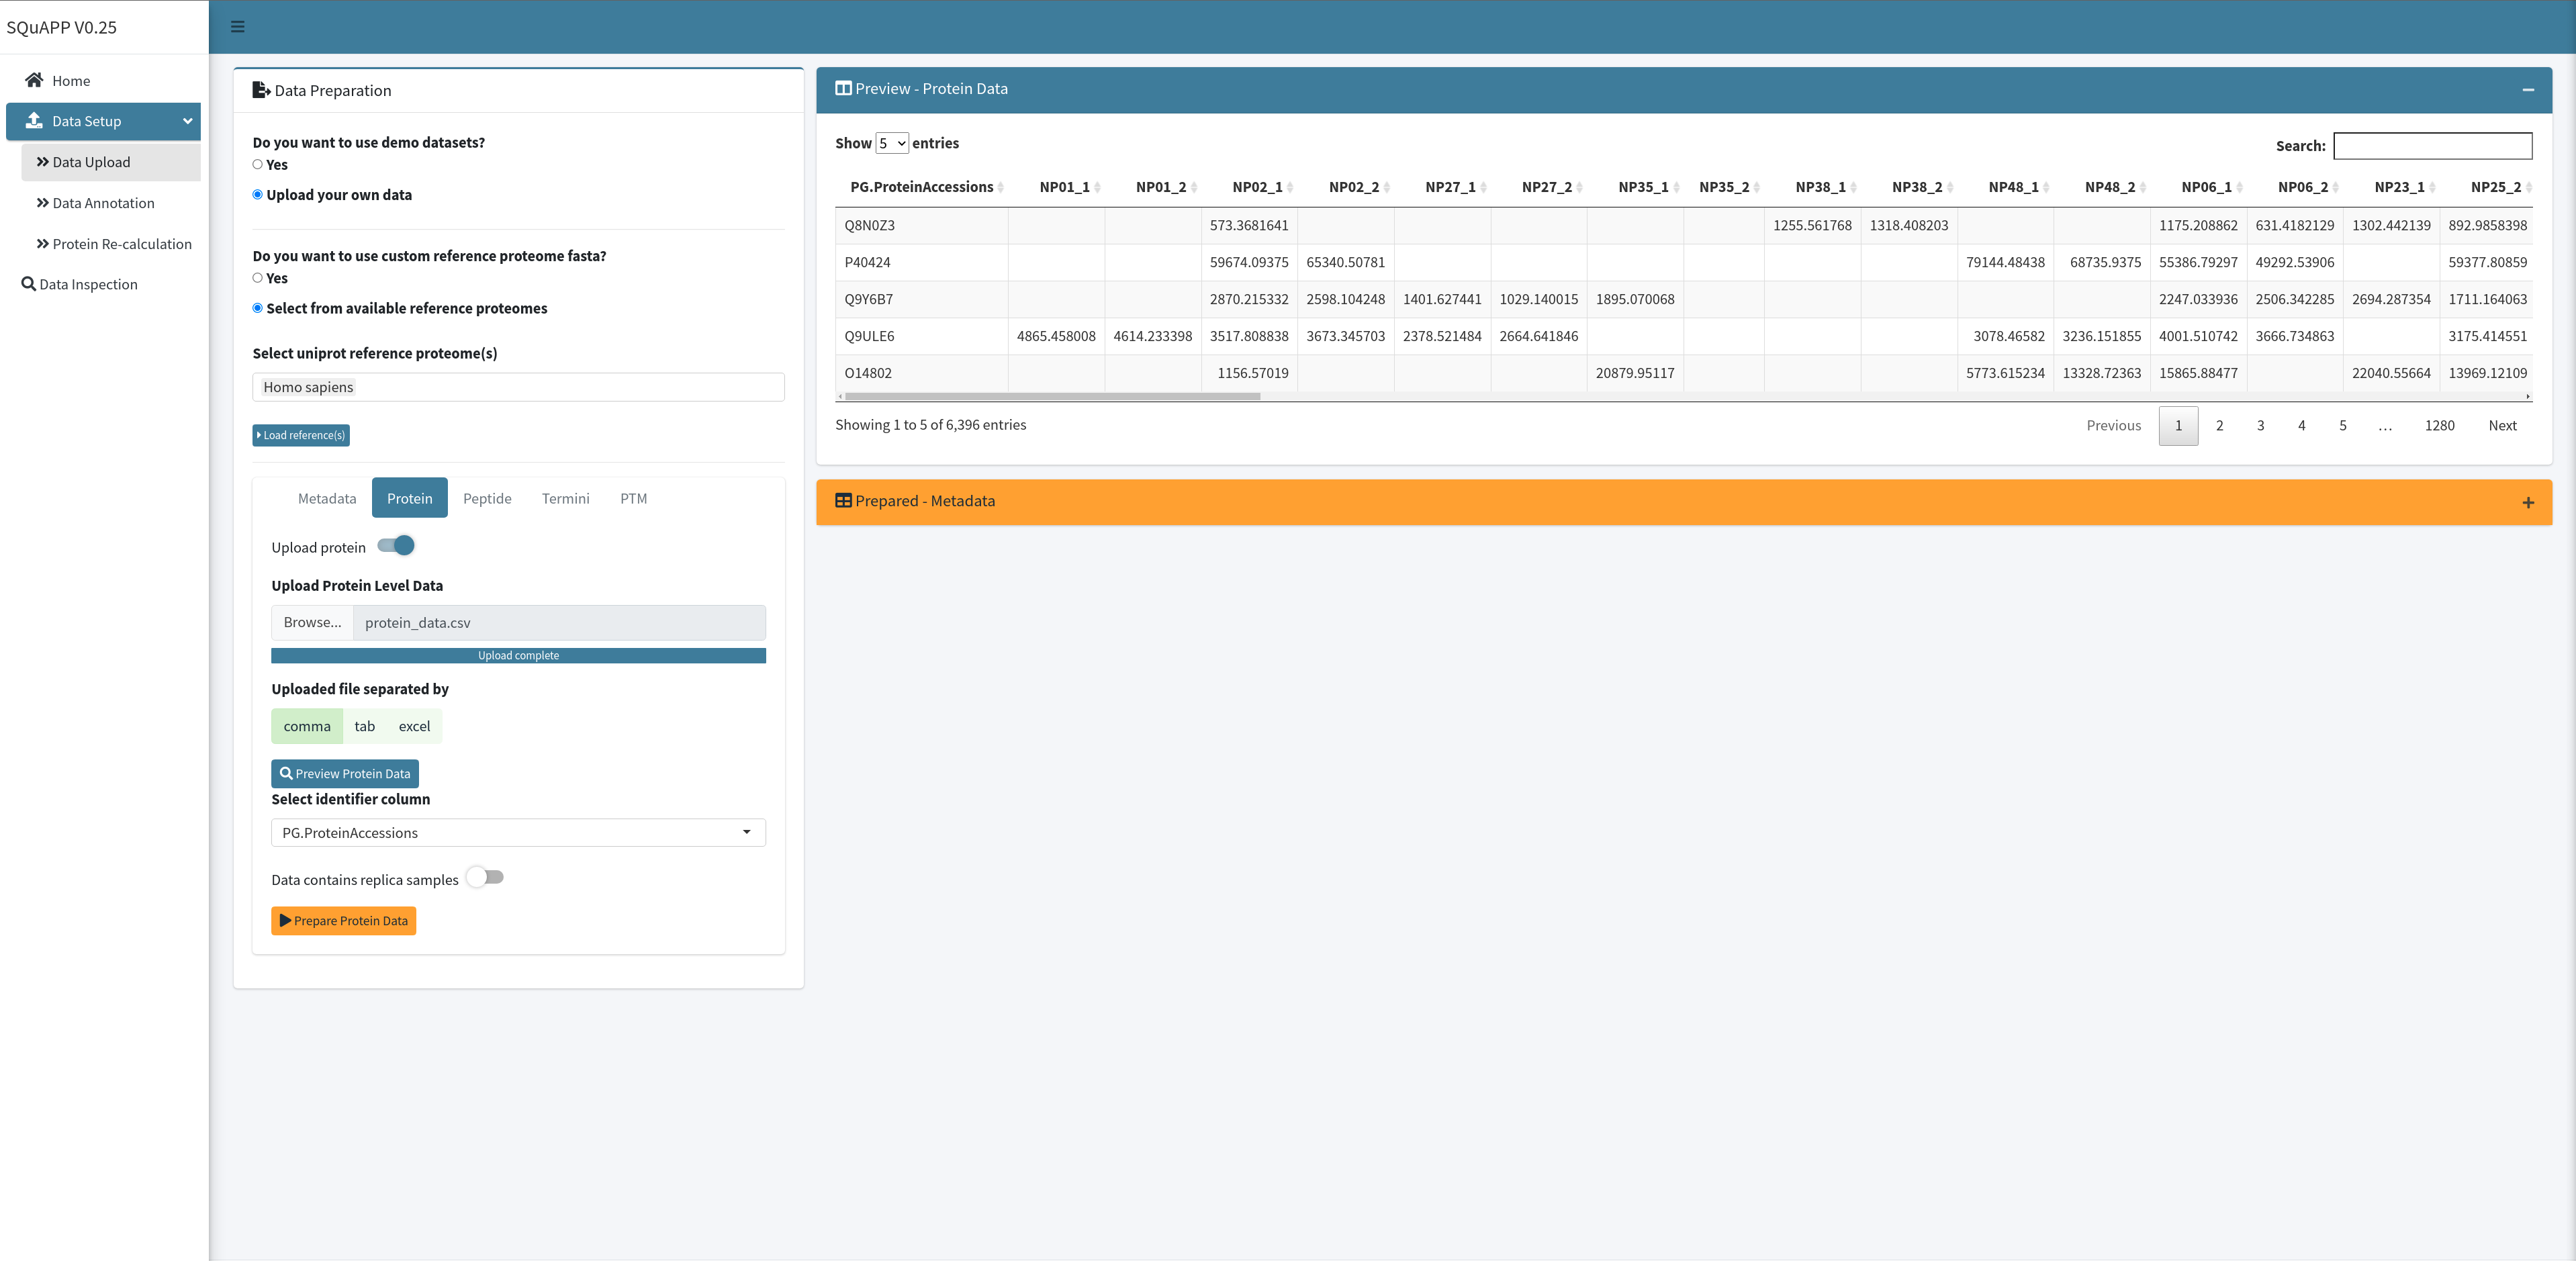 SQuAPP V0.25
Home
Data Setup
Data Upload
Data Annotation
Protein Re-calculation
Data Inspection
Data Preparation
Do you want to use demo datasets?
Yes
Upload your own data
Do you want to use custom reference proteome fasta?
Yes
Select from available reference proteomes
Select uniprot reference proteome(s)
Homo sapiens
Load reference(s)
Metadata Protein Peptide Termini PTM
Upload protein
Upload Protein Level Data
Browse... protein_data.csv
Upload complete
Uploaded file separated by
comma tab excel
Preview Protein Data
Select identifier column
PG.ProteinAccessions
Data contains replica samples
Prepare Protein Data
Preview - Protein Data
Show 5 entries Search:
PG.ProteinAccessions NP01_1 NP01_2 NP02_1 NP02_2 NP27_1 NP27_2 NP35_1 NP35_2 NP38_1 NP38_2 NP48_1 NP48_2 NP06_1 NP06_2 NP23_1 NP25_2
Q8N0Z3 573.3681641 1255.561768 1318.408203 1175.208862 631.4182129 1302.442139 892.9858398
P40424 59674.09375 65340.50781 79144.48438 68735.9375 55386.79297 49292.53906 59377.80859
Q9Y6B7 2870.215332 2598.104248 1401.627441 1029.140015 1895.070068 2247.033936 2506.342285 2694.287354 1711.164063
Q9ULE6 4865.458008 4614.233398 3517.808838 3673.345703 2378.521484 2664.641846 3078.46582 3236.151855 4001.510742 3666.734863 3175.414551
O14802 1156.57019 20879.95117 5773.615234 13328.72363 15865.88477 22040.55664 13969.12109
Showing 1 to 5 of 6,396 entries Previous 1 2 3 4 5 … 1280 Next
Prepared - Metadata